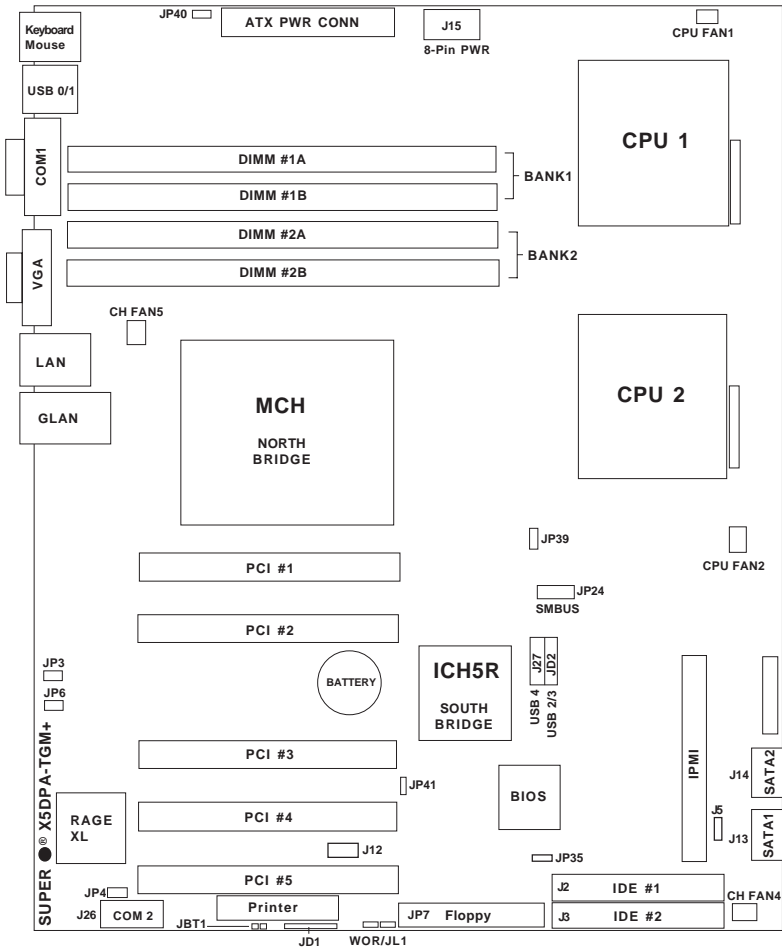 JP40
ATX PWR CONN
J15
8-Pin PWR
CPU FAN1
Keyboard
Mouse
USB 0/1
COM1
CPU 1
DIMM #1A
DIMM #1B
BANK1
DIMM #2A
DIMM #2B
BANK2
VGA
CH FAN5
LAN
GLAN
MCH
NORTH
BRIDGE
CPU 2
JP39
CPU FAN2
PCI #1
JP24
SMBUS
PCI #2
BATTERY
ICH5R
SOUTH
BRIDGE
J27
JD2
USB 4
USB 2/3
JP3
JP6
IPMI
PCI #3
JP41
BIOS
J14
SATA2
J5
J13
SATA1
SUPER ●® X5DPA-TGM+
RAGE
XL
PCI #4
J12
JP35
PCI #5
JP4
J26
COM 2
Printer
JBT1
JD1
WOR/JL1
JP7
Floppy
J2
IDE #1
J3
IDE #2
CH FAN4